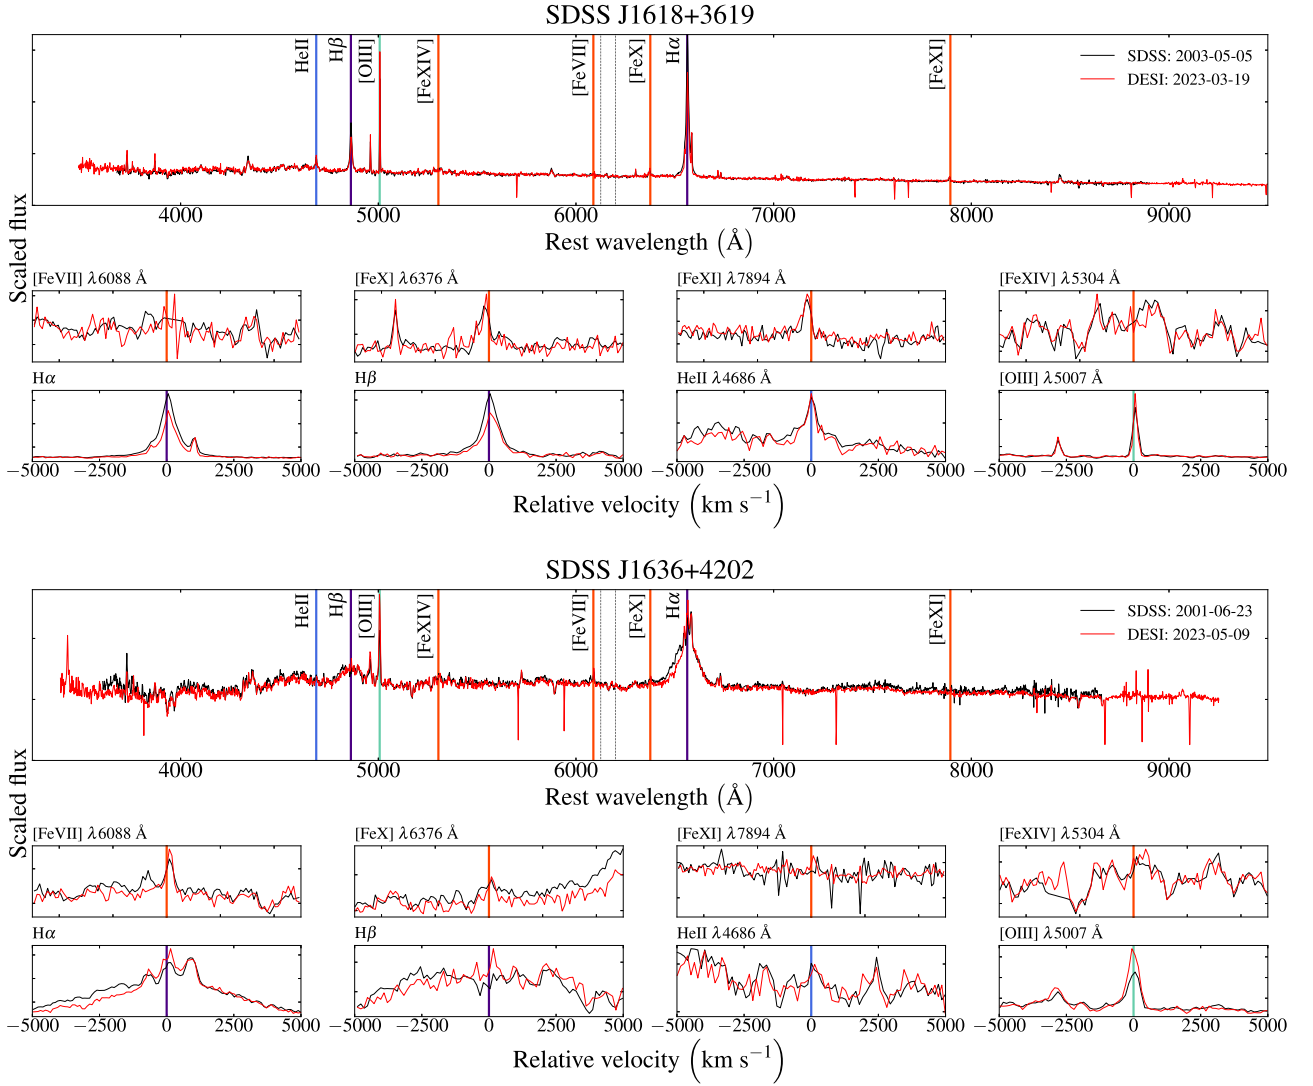 SDSS J1618+3619
HeII
Hβ
[OIII]
[FeXIV]
[FeVII]
[FeX]
Hα
[FeXI]
SDSS: 2003-05-05
DESI: 2023-03-19
4000 5000 6000 7000 8000 9000
Rest wavelength (Å)
Scaled flux
[FeVII] λ6088 Å
[FeX] λ6376 Å
[FeXI] λ7894 Å
[FeXIV] λ5304 Å
Hα
Hβ
HeII λ4686 Å
[OIII] λ5007 Å
−5000 −2500 0 2500 5000
−5000 −2500 0 2500 5000
−5000 −2500 0 2500 5000
−5000 −2500 0 2500 5000
Relative velocity (km s⁻¹)
SDSS J1636+4202
HeII
Hβ
[OIII]
[FeXIV]
[FeVII]
[FeX]
Hα
[FeXI]
SDSS: 2001-06-23
DESI: 2023-05-09
4000 5000 6000 7000 8000 9000
Rest wavelength (Å)
Scaled flux
[FeVII] λ6088 Å
[FeX] λ6376 Å
[FeXI] λ7894 Å
[FeXIV] λ5304 Å
Hα
Hβ
HeII λ4686 Å
[OIII] λ5007 Å
−5000 −2500 0 2500 5000
−5000 −2500 0 2500 5000
−5000 −2500 0 2500 5000
−5000 −2500 0 2500 5000
Relative velocity (km s⁻¹)